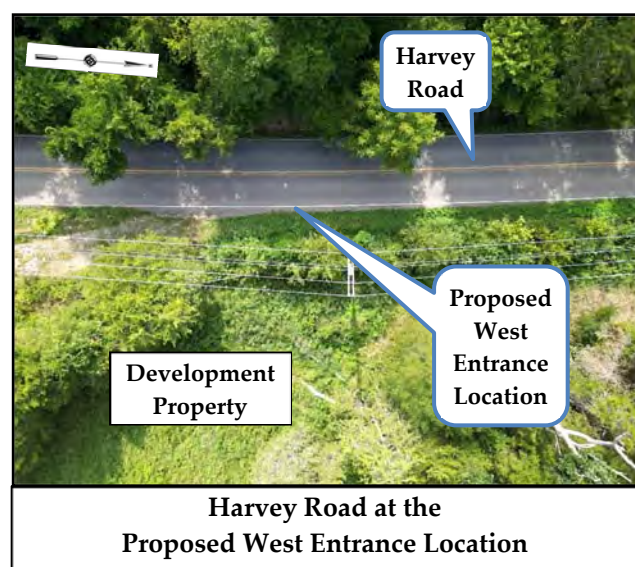 Harvey
Road
Proposed
West
Entrance
Location
Development
Property
Harvey Road at the
Proposed West Entrance Location